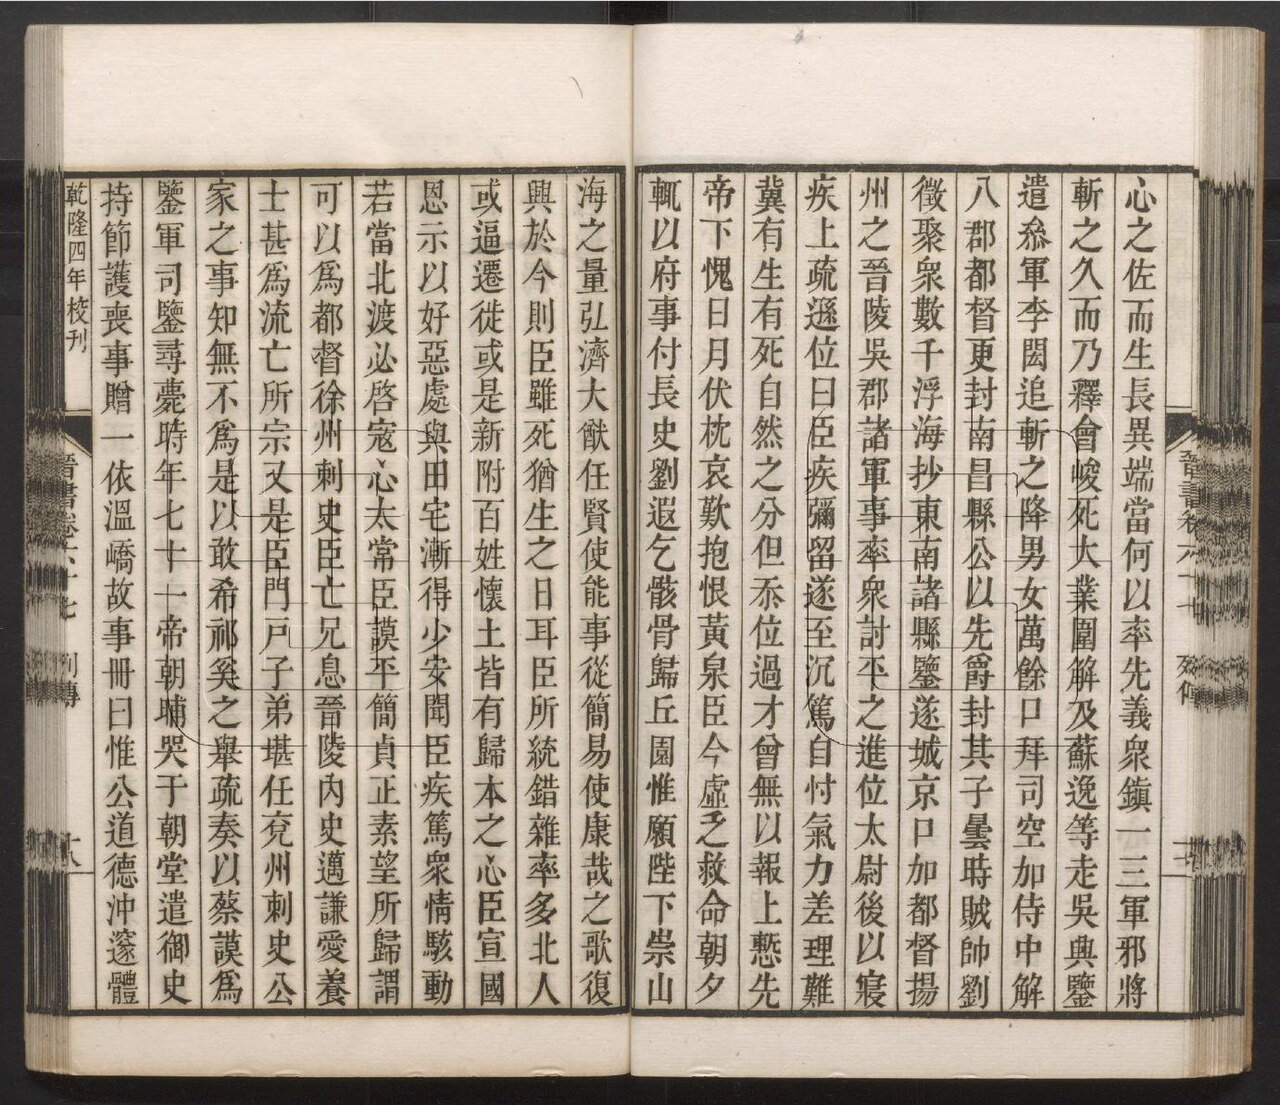 心之佐而生長異端當何以率先義衆鎮一三軍邪將
斬之久而乃釋會峻死大業圍解及蘇逸等走吳興鑒
遣叅軍李閎追斬之降男女萬餘口拜司空加侍中解
八郡都督更封南昌縣公以先爵封其子曇時賊帥劉
徵聚衆數千浮海抄東南諸縣鑒遂城京口加都督揚
州之晉陵吳郡諸軍事率衆討平之進位太尉後以寢
疾上疏遜位曰臣疾彌留遂至沉篤自忖氣力差理難
冀有生有死自然之分但忝位過才曾無以報上慙先
帝下愧日月伏枕哀歎抱恨黃泉臣今虛乏救命朝夕
輒以府事付長史劉遐乞骸骨歸丘園惟願陛下崇山
海之量弘濟大猷任賢使能事從簡易使康哉之歌復
興於今則臣雖死猶生之日耳臣所統錯雜率多北人
或逼遷徙或是新附百姓懷土皆有歸本之心臣宣國
恩示以好惡處與田宅漸得少安聞臣疾篤衆情駭動
若當北渡必啓寇心太常臣謨平簡貞正素望所歸謂
可以爲都督徐州刺史臣亡兄息晉陵內史邁謙愛養
士甚爲流亡所宗又是臣門戸子弟堪任兗州刺史公
家之事知無不爲是以敢希祁奚之舉疏奏以蔡謨爲
鑒軍司鑒尋薨時年七十一帝朝晡哭于朝堂遣御史
持節護喪事贈一依溫嶠故事冊曰惟公道德沖邃體
乾隆四年校刊
晉書卷六十七 列傳
十八